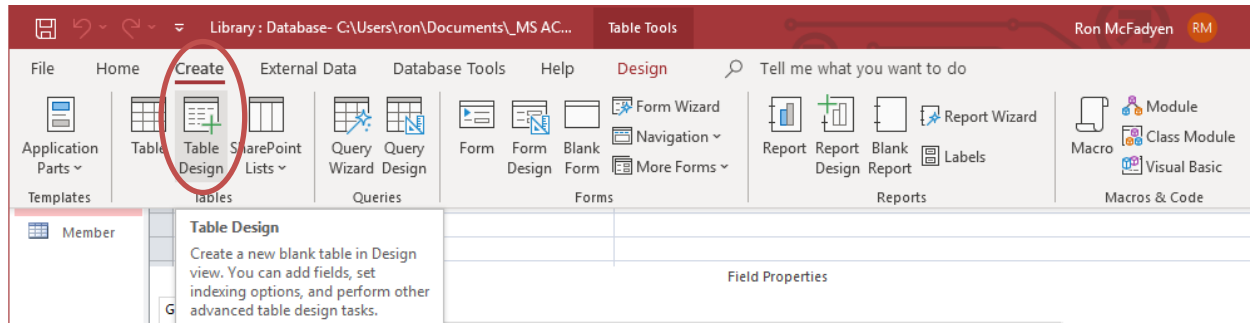 Library : Database- C:\Users\ron\Documents\_MS AC... Table Tools Ron McFadyen RM
File Home Create External Data Database Tools Help Design Tell me what you want to do
Application Parts
Table
Table Design
SharePoint Lists
Query Wizard
Query Design
Form
Form Design
Blank Form
Form Wizard
Navigation
More Forms
Report
Report Design
Blank Report
Report Wizard
Labels
Macro
Module
Class Module
Visual Basic
Templates Tables Queries Forms Reports Macros & Code
Member
Table Design
Create a new blank table in Design
view. You can add fields, set
indexing options, and perform other
advanced table design tasks.
Field Properties
G